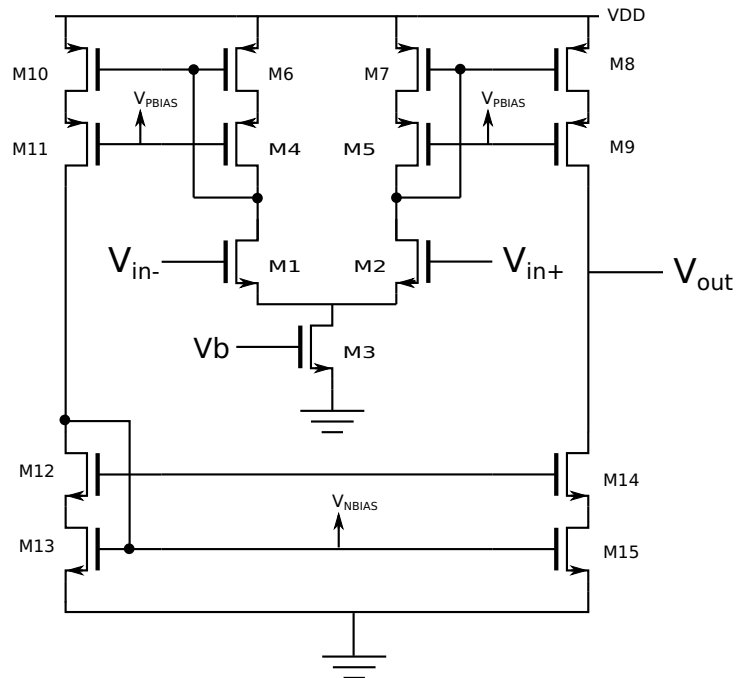 VDD
M10
M6
M7
M8
VPBIAS
VPBIAS
M11
M4
M5
M9
Vin-
M1
M2
Vin+
Vout
Vb
M3
M12
M14
VNBIAS
M13
M15